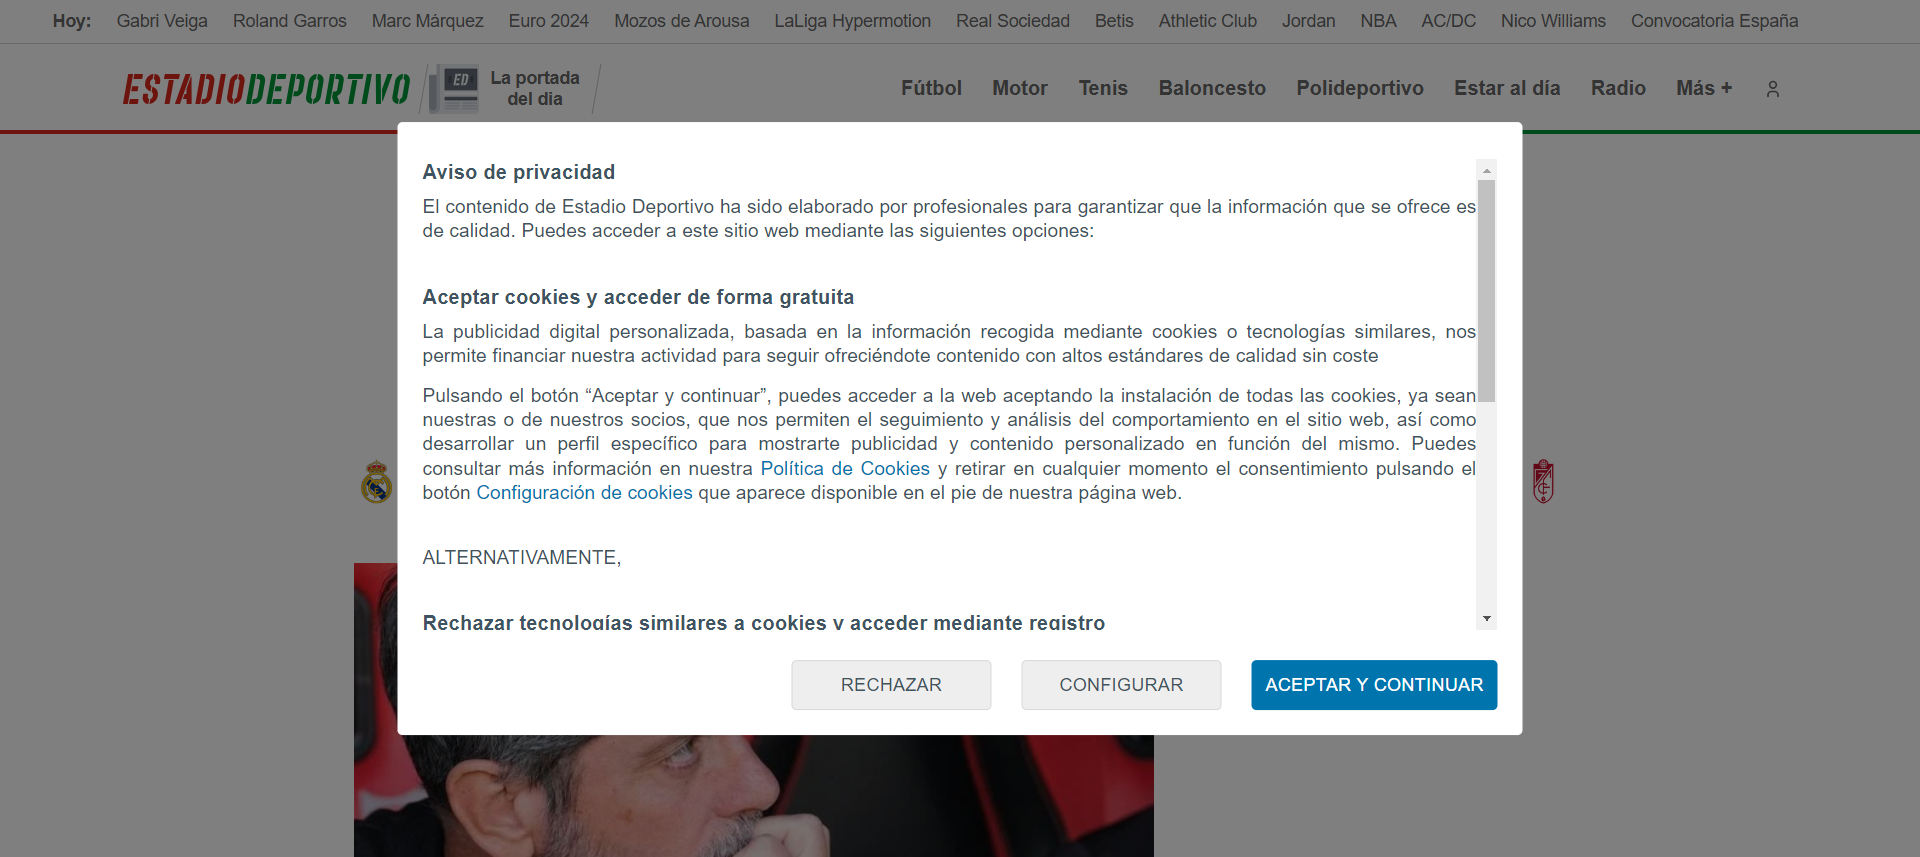 Hoy: Gabri Veiga Roland Garros Marc Márquez Euro 2024 Mozos de Arousa LaLiga Hypermotion Real Sociedad Betis Athletic Club Jordan NBA AC/DC Nico Williams Convocatoria España
ESTADIODEPORTIVO
ED
La portada
del dia
Fútbol Motor Tenis Baloncesto Polideportivo Estar al día Radio Más +
Aviso de privacidad
El contenido de Estadio Deportivo ha sido elaborado por profesionales para garantizar que la información que se ofrece es
de calidad. Puedes acceder a este sitio web mediante las siguientes opciones:
Aceptar cookies y acceder de forma gratuita
La publicidad digital personalizada, basada en la información recogida mediante cookies o tecnologías similares, nos
permite financiar nuestra actividad para seguir ofreciéndote contenido con altos estándares de calidad sin coste
Pulsando el botón “Aceptar y continuar”, puedes acceder a la web aceptando la instalación de todas las cookies, ya sean
nuestras o de nuestros socios, que nos permiten el seguimiento y análisis del comportamiento en el sitio web, así como
desarrollar un perfil específico para mostrarte publicidad y contenido personalizado en función del mismo. Puedes
consultar más información en nuestra Política de Cookies y retirar en cualquier momento el consentimiento pulsando el
botón Configuración de cookies que aparece disponible en el pie de nuestra página web.
ALTERNATIVAMENTE,
Rechazar tecnologías similares a cookies y acceder mediante registro
RECHAZAR CONFIGURAR ACEPTAR Y CONTINUAR